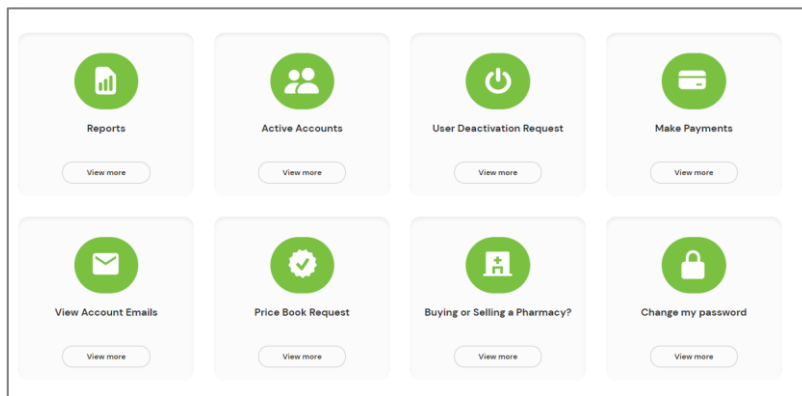 Reports
Active Accounts
User Deactivation Request
Make Payments
View more
View more
View more
View more
View Account Emails
Price Book Request
Buying or Selling a Pharmacy?
Change my password
View more
View more
View more
View more